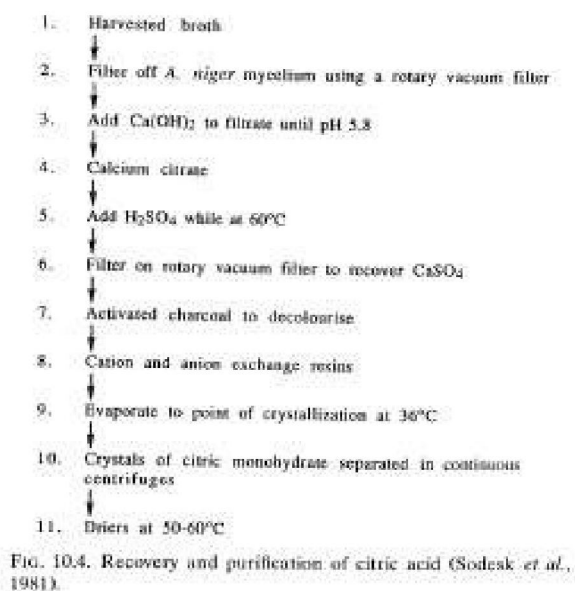 1. Harvested broth
2. Filter off A. niger mycelium using a rotary vacuum filter
3. Add Ca(OH)2 to filtrate until pH 5.8
4. Calcium citrate
5. Add H2SO4 while at 60°C
6. Filter on rotary vacuum filter to recover CaSO4
7. Activated charcoal to decolourise
8. Cation and anion exchange resins
9. Evaporate to point of crystallization at 36°C
10. Crystals of citric monohydrate separated in continuous
centrifuges
11. Driers at 50-60°C
FIG. 10.4. Recovery and purification of citric acid (Sodesk et al.,
1981).